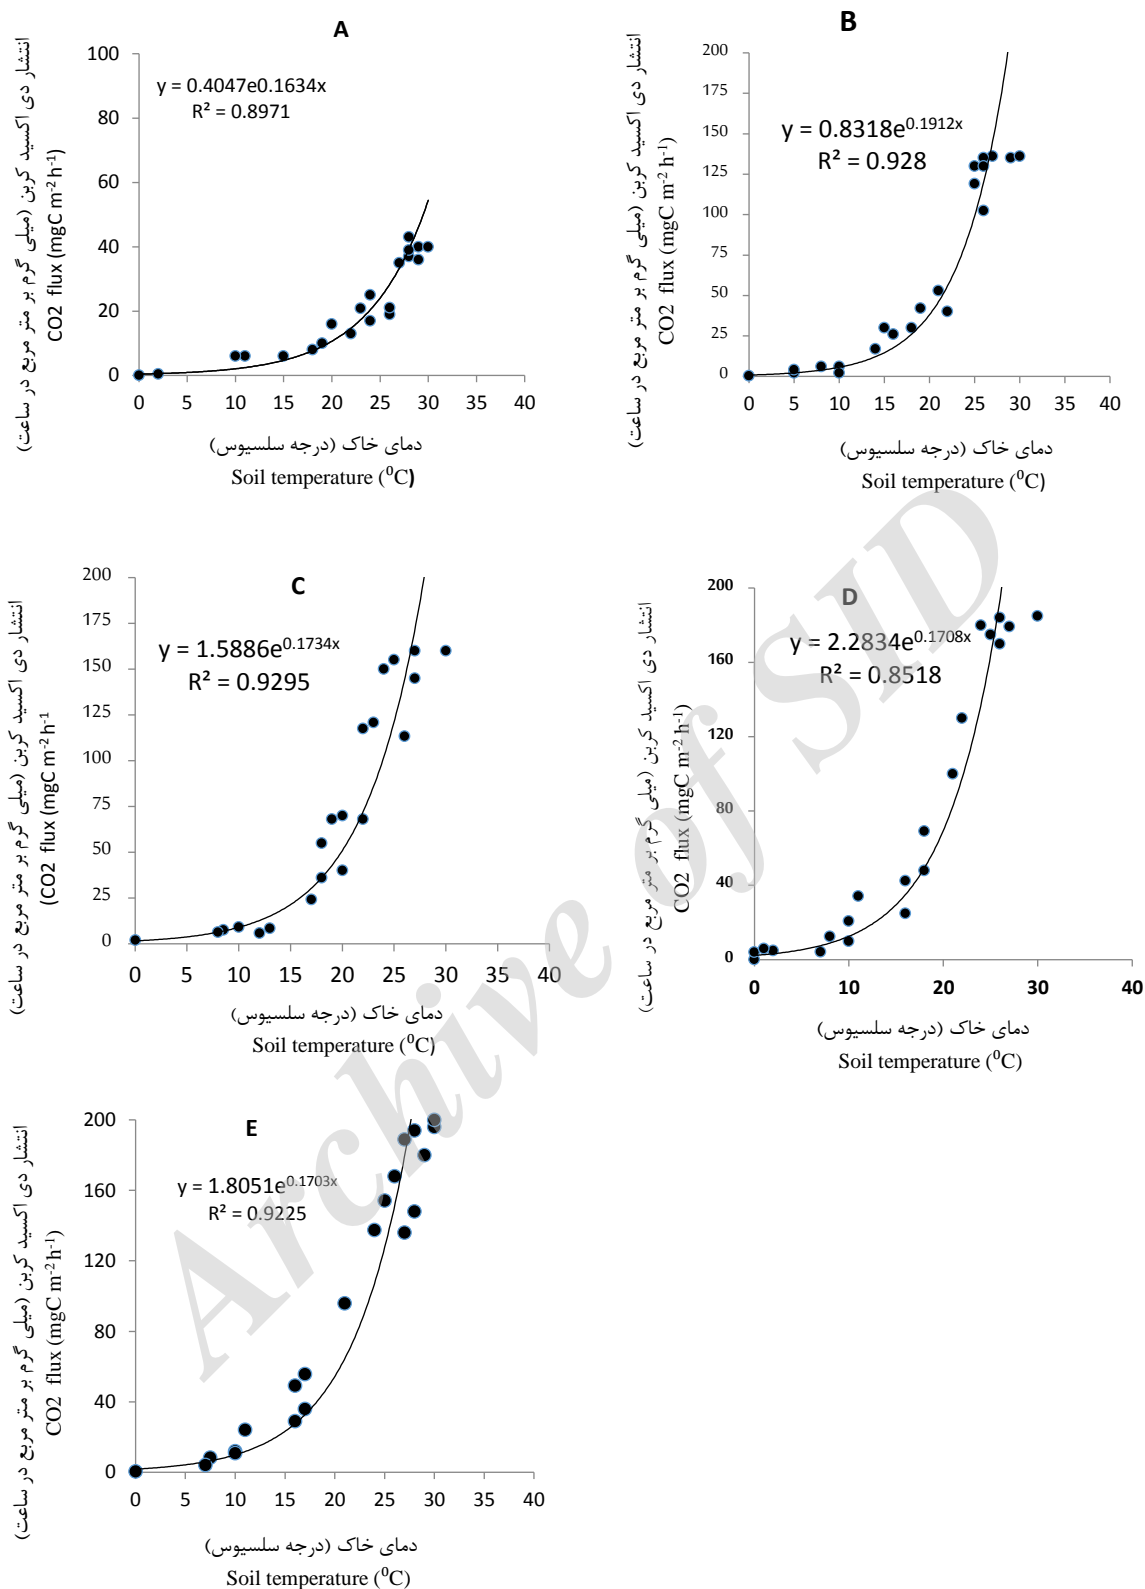 A
انتشار دی اکسید کربن (میلی گرم بر متر مربع در ساعت)
CO2 flux (mgC m-2 h-1)
100
80
60
40
20
0
y = 0.4047e0.1634x
R² = 0.8971
0 5 10 15 20 25 30 35 40
دمای خاک (درجه سلسیوس)
Soil temperature (⁰C)
B
انتشار دی اکسید کربن (میلی گرم بر متر مربع در ساعت)
CO2 flux (mgC m-2 h-1)
200
175
150
125
100
75
50
25
0
y = 0.8318e0.1912x
R² = 0.928
0 5 10 15 20 25 30 35 40
دمای خاک (درجه سلسیوس)
Soil temperature (⁰C)
C
انتشار دی اکسید کربن (میلی گرم بر متر مربع در ساعت)
(CO2 flux (mgC m-2 h-1)
200
175
150
125
100
75
50
25
0
y = 1.5886e0.1734x
R² = 0.9295
0 10 20 30 40
دمای خاک (درجه سلسیوس)
Soil temperature (⁰C)
D
انتشار دی اکسید کربن (میلی گرم بر متر مربع در ساعت)
CO2 flux (mgC m-2 h-1)
200
160
120
80
40
0
y = 2.2834e0.1708x
R² = 0.8518
0 10 20 30 40
دمای خاک (درجه سلسیوس)
Soil temperature (⁰C)
E
انتشار دی اکسید کربن (میلی گرم بر متر مربع در ساعت)
CO2 flux (mgC m-2 h-1)
200
160
120
80
40
0
y = 1.8051e0.1703x
R² = 0.9225
0 5 10 15 20 25 30 35 40
دمای خاک (درجه سلسیوس)
Soil temperature (⁰C)
Archive of SID